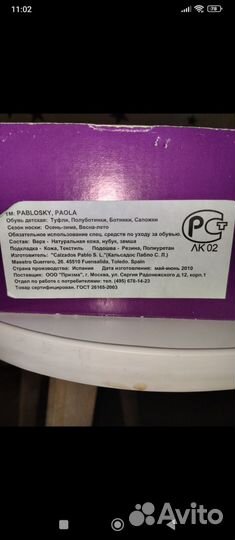 11:02
78
тм: PABLOSKY, PAOLA
Обувь детская: Туфли, Полуботинки, Ботинки, Сапожки
Сезон носки: Осень-зима, Весна-лето
Обязательное использование спец. средств по уходу за обувью.
Состав: Верх - Натуральная кожа, нубук, замша
Подкладка - Кожа, Текстиль Подошва - Резина, Полиуретан
Изготовитель: "Calzados Pablo S. L."(Кальсадос Пабло С. Л.)
Maestro Guerrero, 26. 45510 Fuensalida, Toledo. Spain
Страна производства: Испания Дата изготовления: май-июнь 2010
Поставщик: ООО "Призма", г. Москва, ул. Сергия Радонежского д.12, корп.1
Отдел по работе с потребителями: тел. (495) 678-14-23
Товар сертифицирован. ГОСТ 26165-2003
РСТ
ЛК 02
Avito